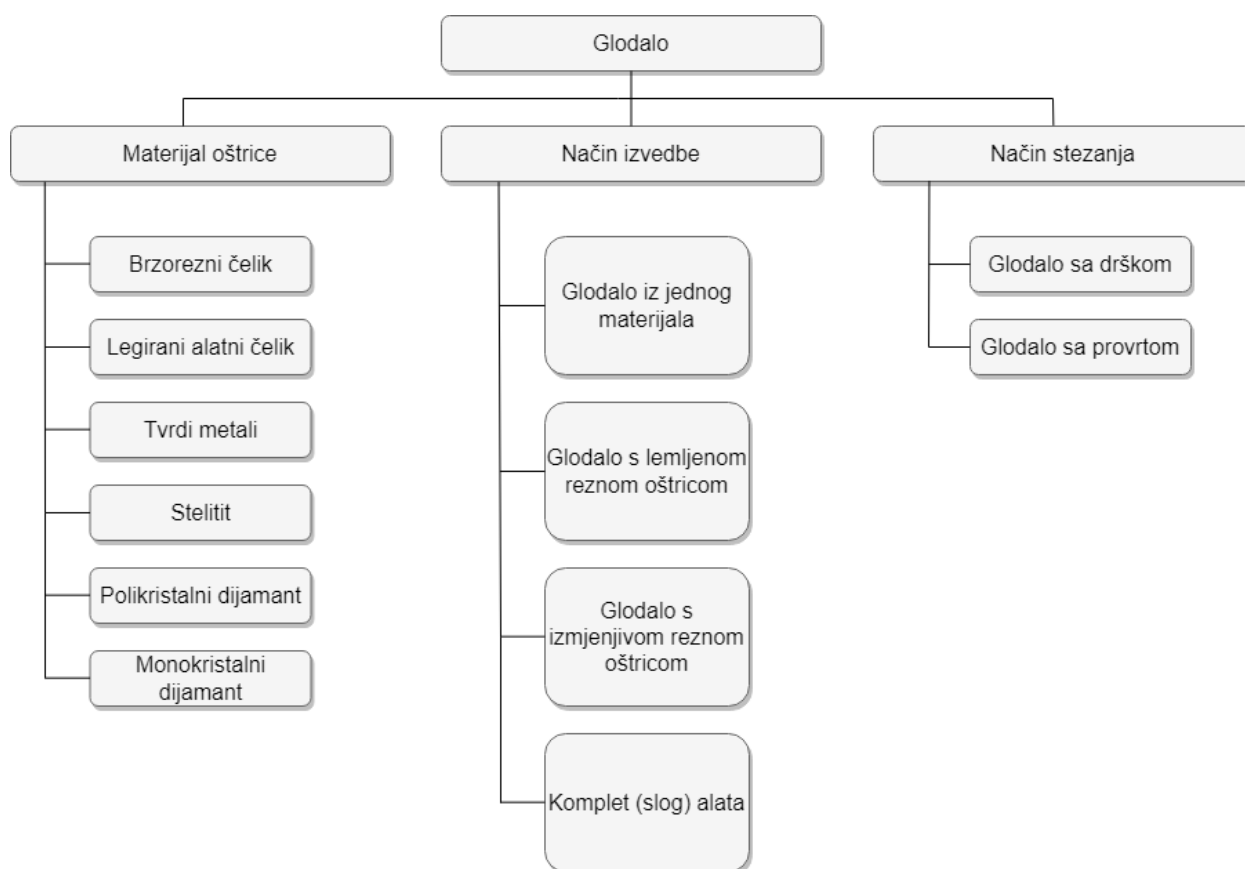 Glodalo
Materijal oštrice
Način izvedbe
Način stezanja
Brzorezni čelik
Legirani alatni čelik
Tvrdi metali
Stelitit
Polikristalni dijamant
Monokristalni
dijamant
Glodalo iz jednog
materijala
Glodalo s lemljenom
reznom oštricom
Glodalo s
izmjenjivom reznom
oštricom
Komplet (slog) alata
Glodalo sa drškom
Glodalo sa provrtom